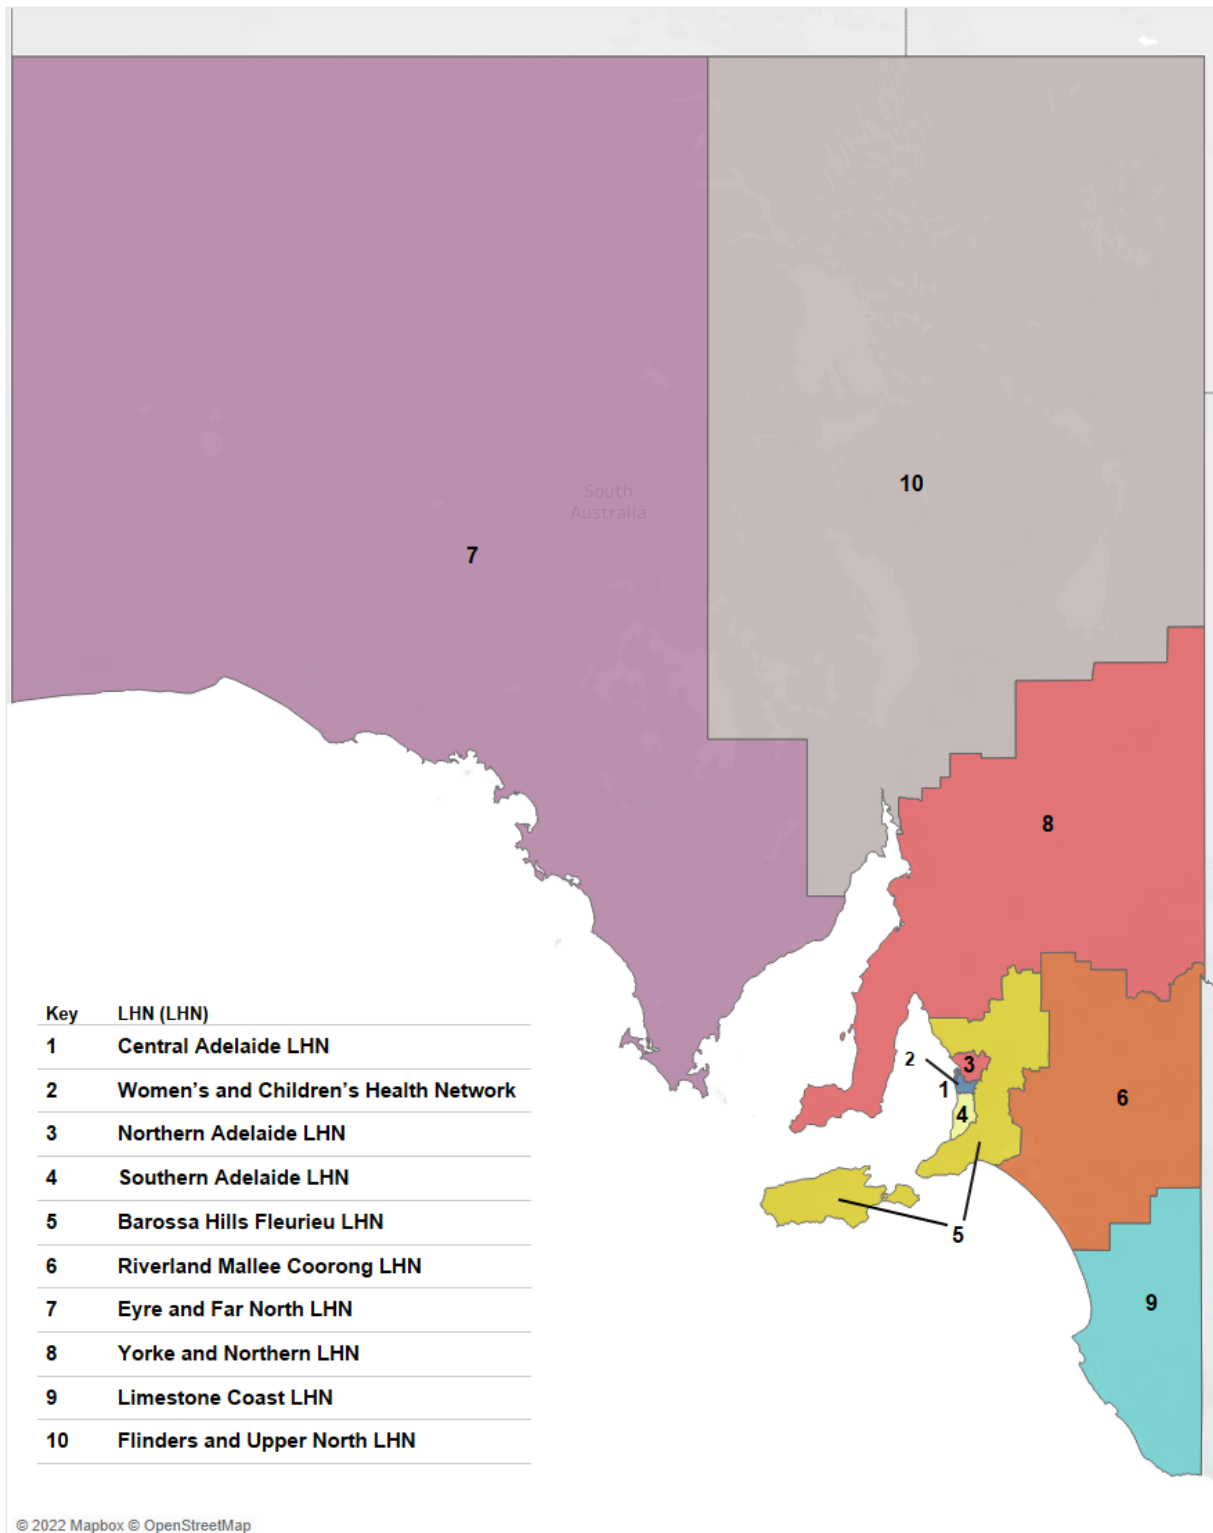 10
South
Australia
7
8
Key LHN (LHN)
1 Central Adelaide LHN
2 Women’s and Children’s Health Network
3 Northern Adelaide LHN
4 Southern Adelaide LHN
5 Barossa Hills Fleurieu LHN
6 Riverland Mallee Coorong LHN
7 Eyre and Far North LHN
8 Yorke and Northern LHN
9 Limestone Coast LHN
10 Flinders and Upper North LHN
2
3
1
4
6
5
9
© 2022 Mapbox © OpenStreetMap